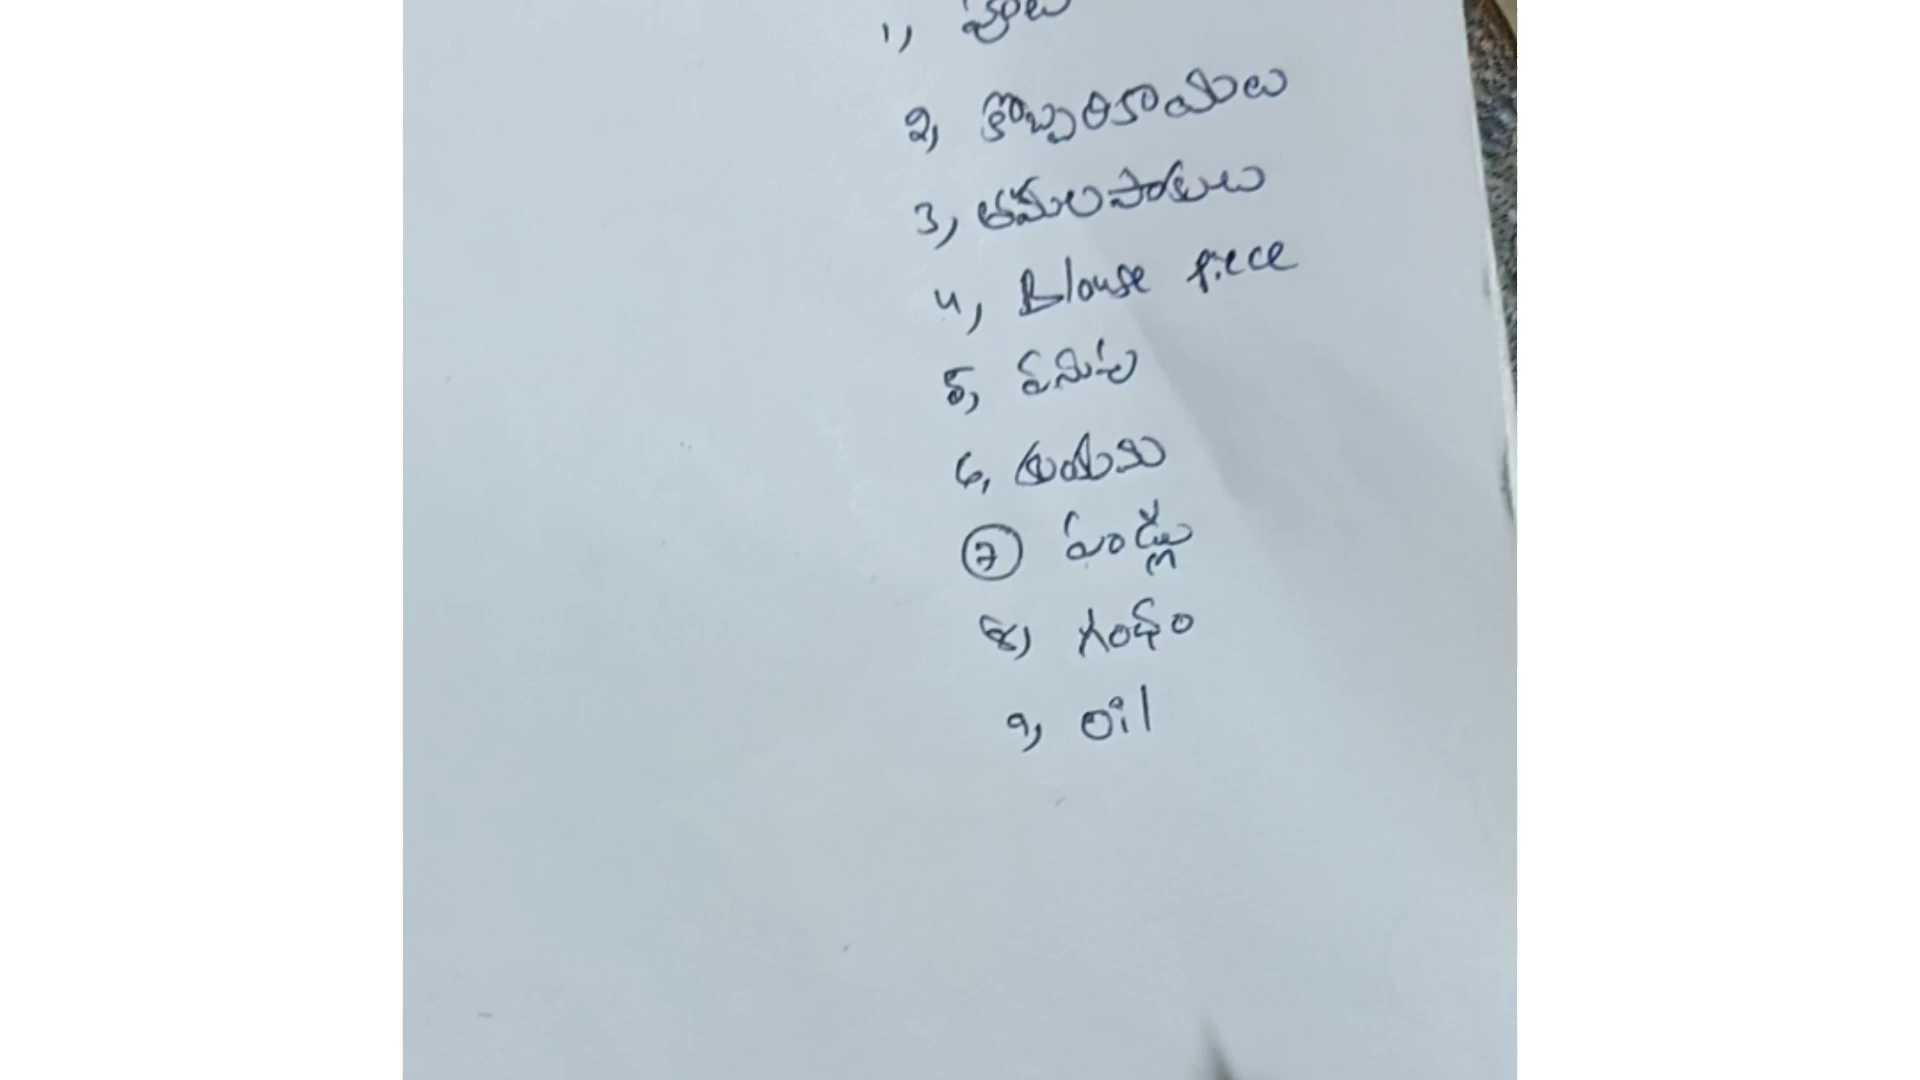 1) పూలు
2, కొబ్బరికాయలు
3, తమలపాకులు
4, Blouse piece
5, పసుపు
6, కుంకుమ
7 పండ్లు
8) గంధం
9, oil